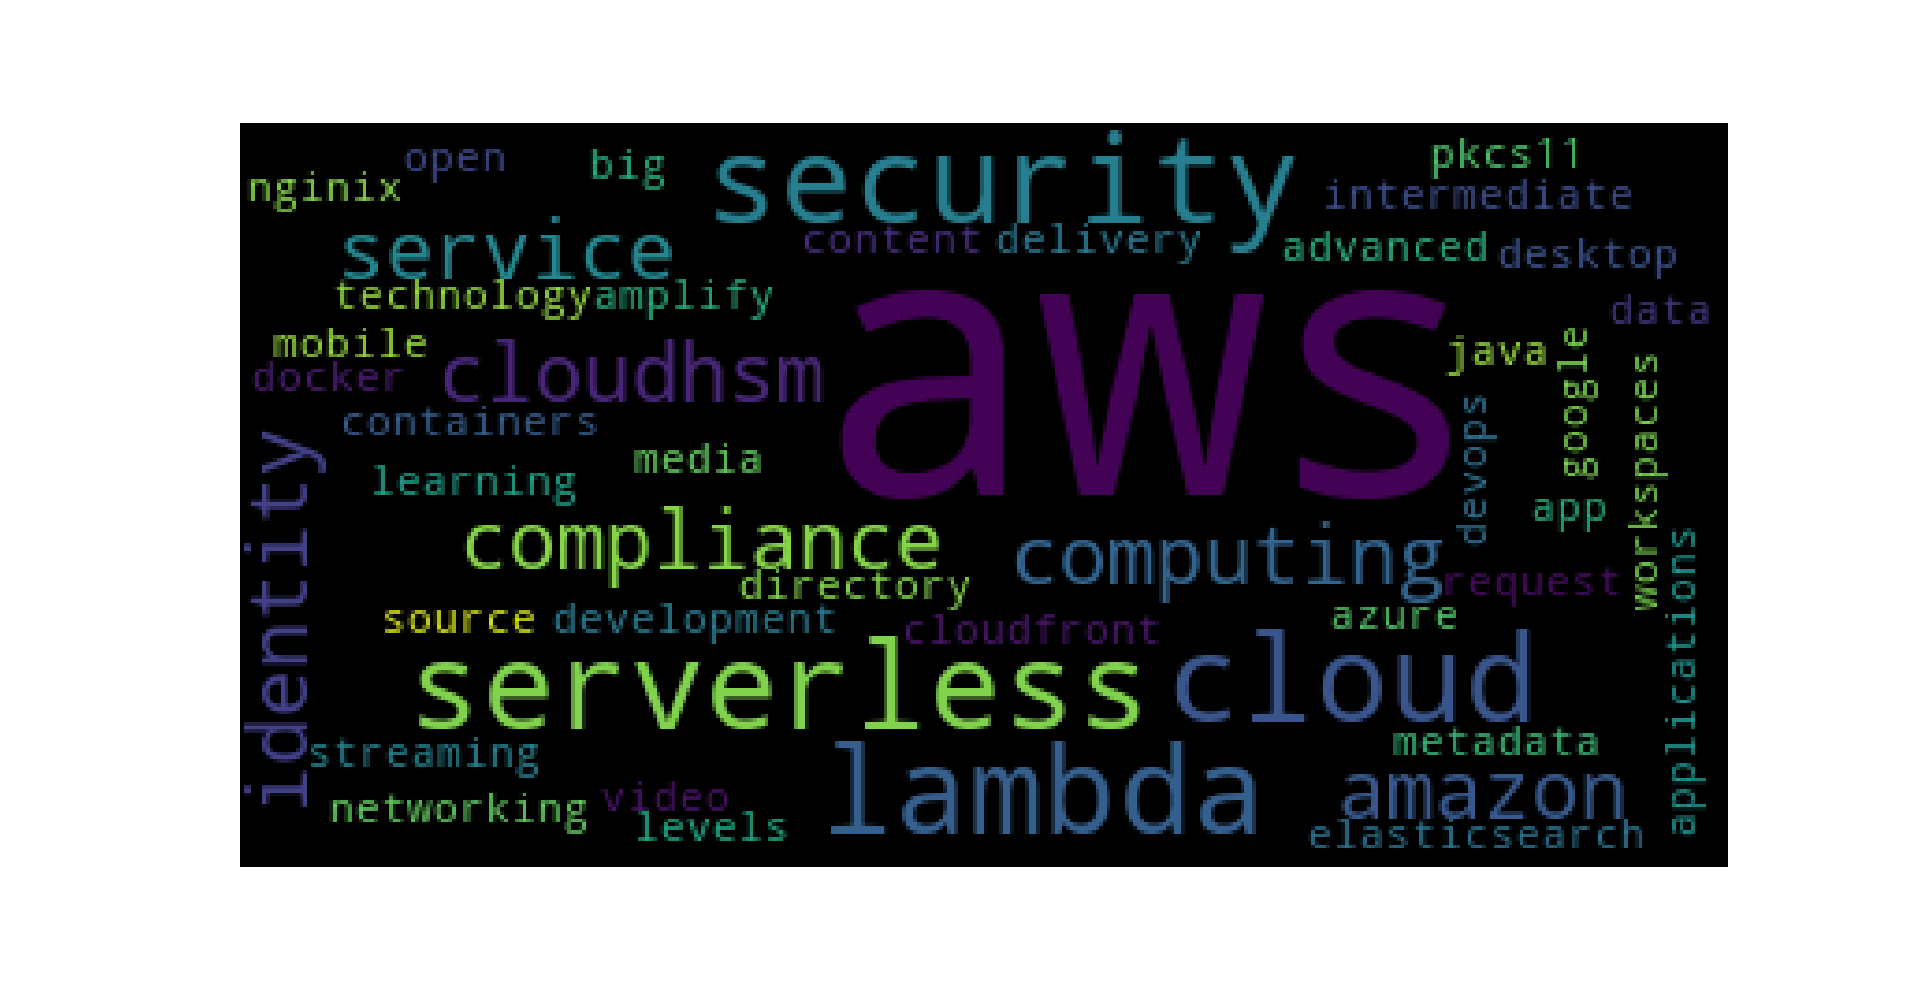 open
big
security
pkcs11
nginix
intermediate
service
content
delivery
advanced
desktop
technology
amplify
aws
data
mobile
cloudhsm
java
google
docker
workspaces
containers
devops
identity
media
learning
app
compliance
computing
directory
request
applications
source
development
cloudfront
azure
serverless
cloud
streaming
metadata
lambda
amazon
networking
video
levels
elasticsearch